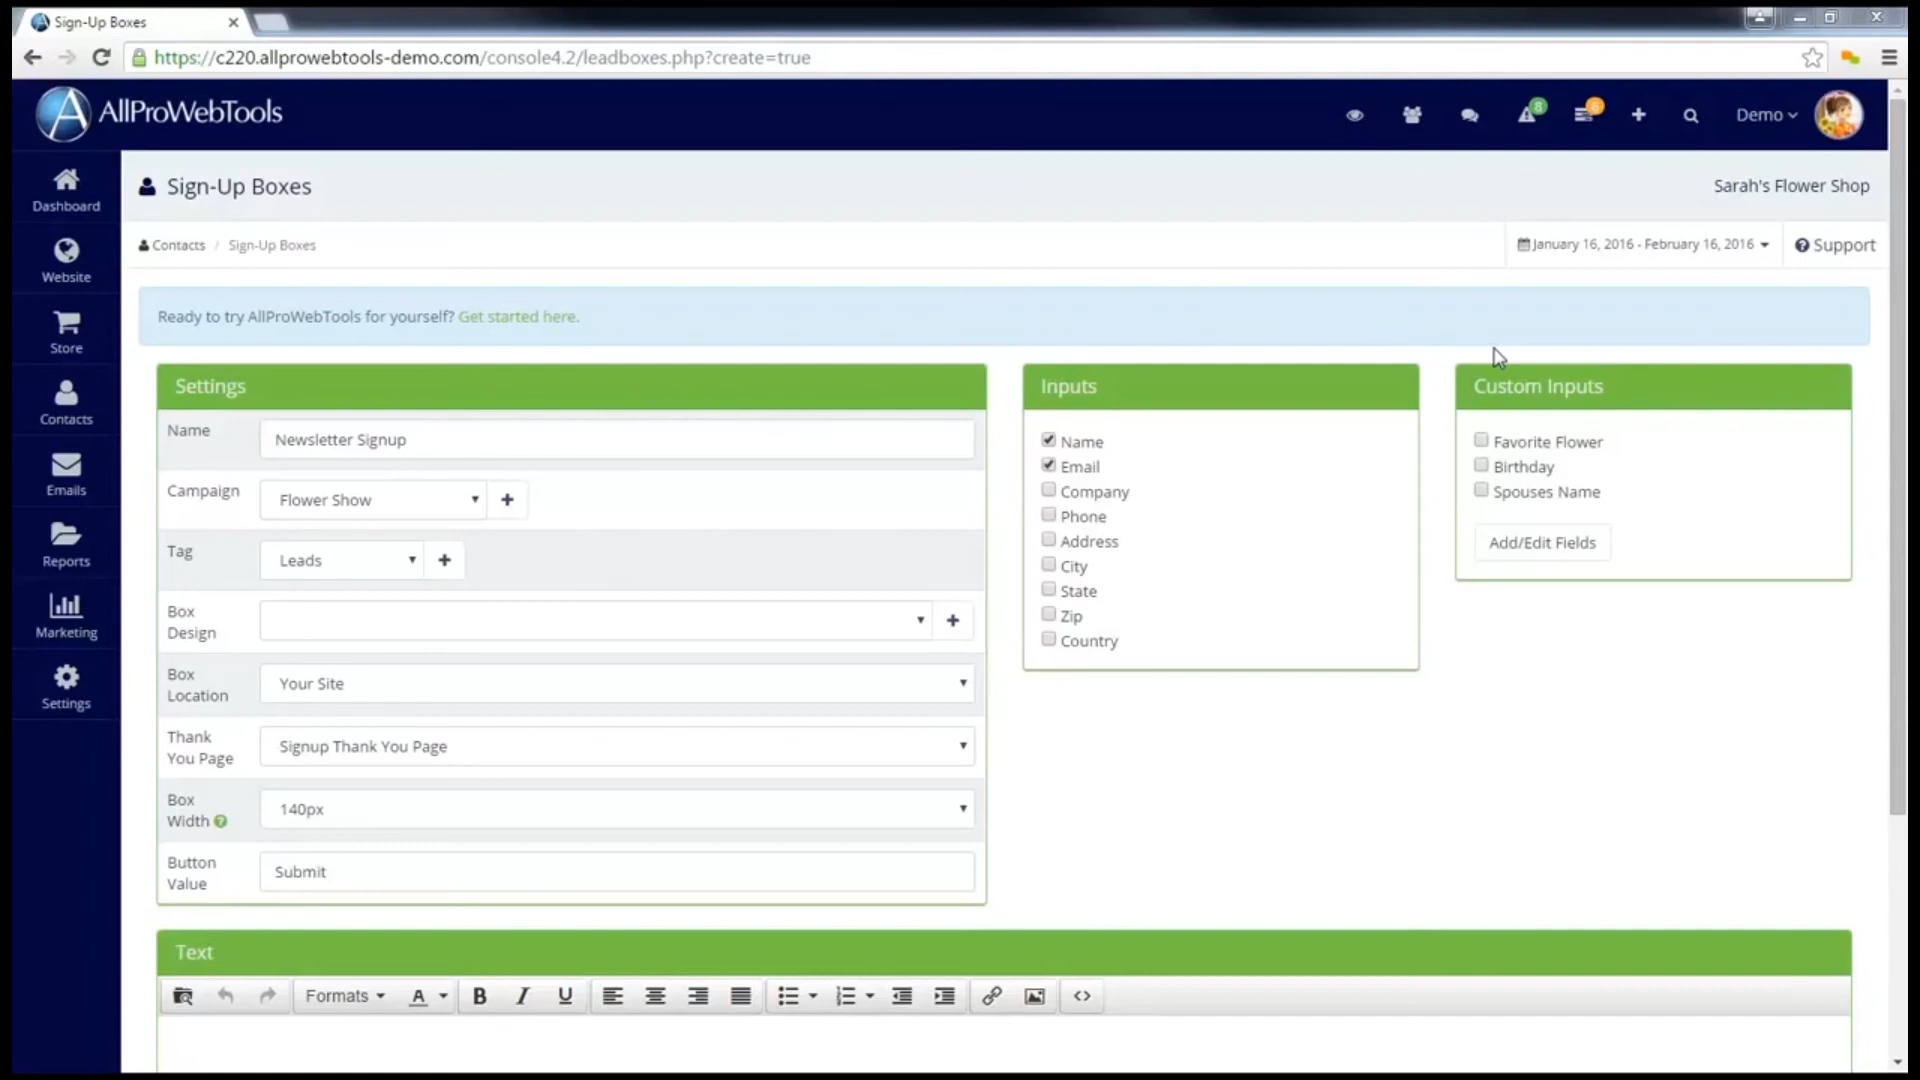 Sign-Up Boxes
https://c220.allprowebtools-demo.com/console4.2/leadboxes.php?create=true
AllProWebTools
8
6
Demo
Dashboard
Website
Store
Contacts
Emails
Reports
Marketing
Settings
Sign-Up Boxes
Sarah's Flower Shop
Contacts / Sign-Up Boxes
January 16, 2016 - February 16, 2016
Support
Ready to try AllProWebTools for yourself? Get started here.
Settings
Name
Newsletter Signup
Campaign
Flower Show
Tag
Leads
Box
Design
Box
Location
Your Site
Thank
You Page
Signup Thank You Page
Box
Width
140px
Button
Value
Submit
Inputs
Name
Email
Company
Phone
Address
City
State
Zip
Country
Custom Inputs
Favorite Flower
Birthday
Spouses Name
Add/Edit Fields
Text
Formats A B I U